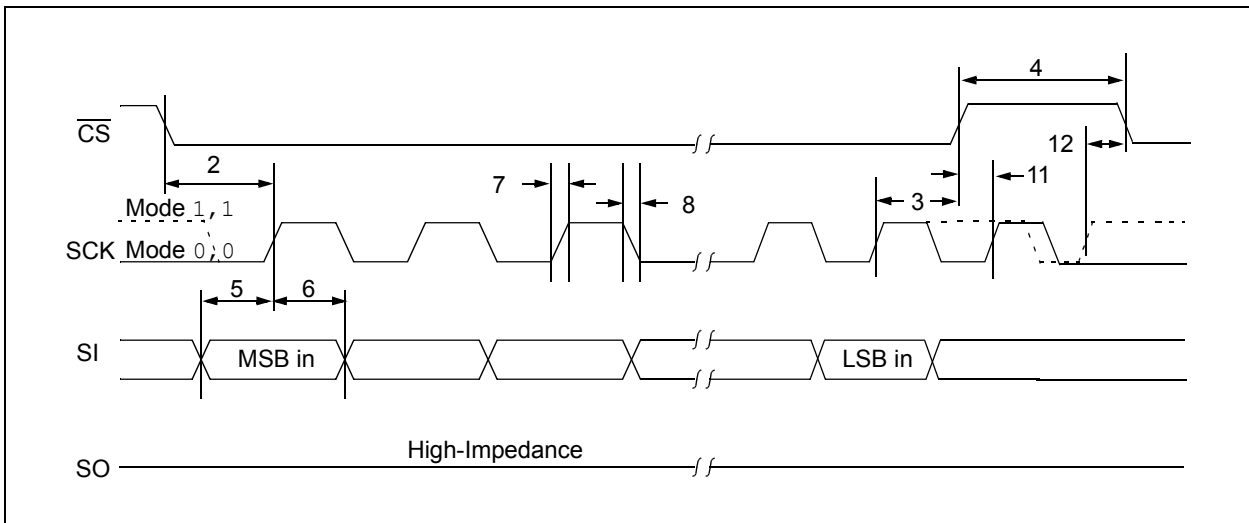 4
CS
12
2
11
7
8
3
Mode 1,1
SCK Mode 0,0
5 6
SI MSB in LSB in
High-Impedance
SO